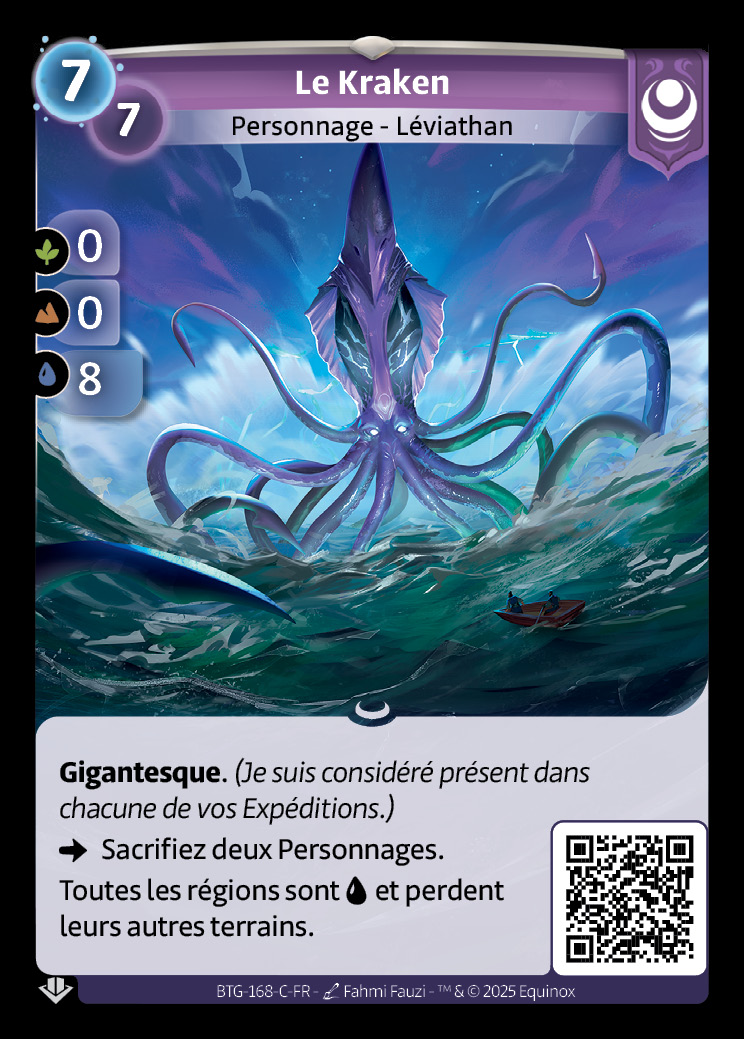 7
Le Kraken
7
Personnage - Léviathan
0
0
8
Gigantesque. (Je suis considéré présent dans
chacune de vos Expéditions.)
Sacrifiez deux Personnages.
Toutes les régions sont et perdent
leurs autres terrains.
BTG-168-C-FR - Fahmi Fauzi - ™ & © 2025 Equinox